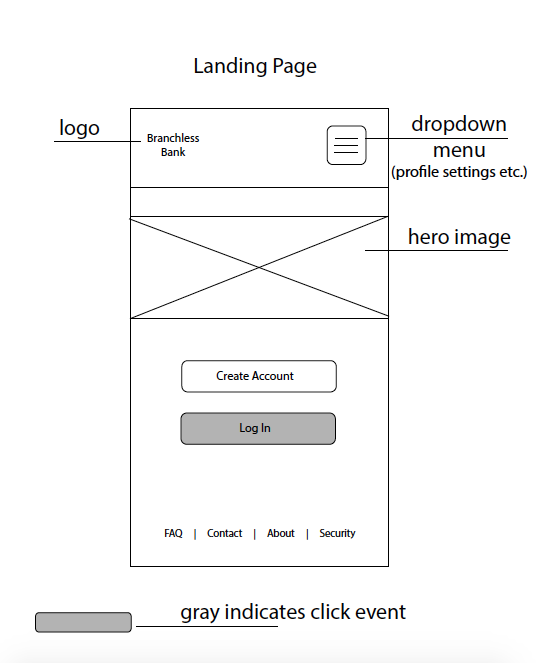 Landing Page
logo
Branchless
Bank
dropdown
menu
(profile settings etc.)
hero image
Create Account
Log In
FAQ | Contact | About | Security
gray indicates click event